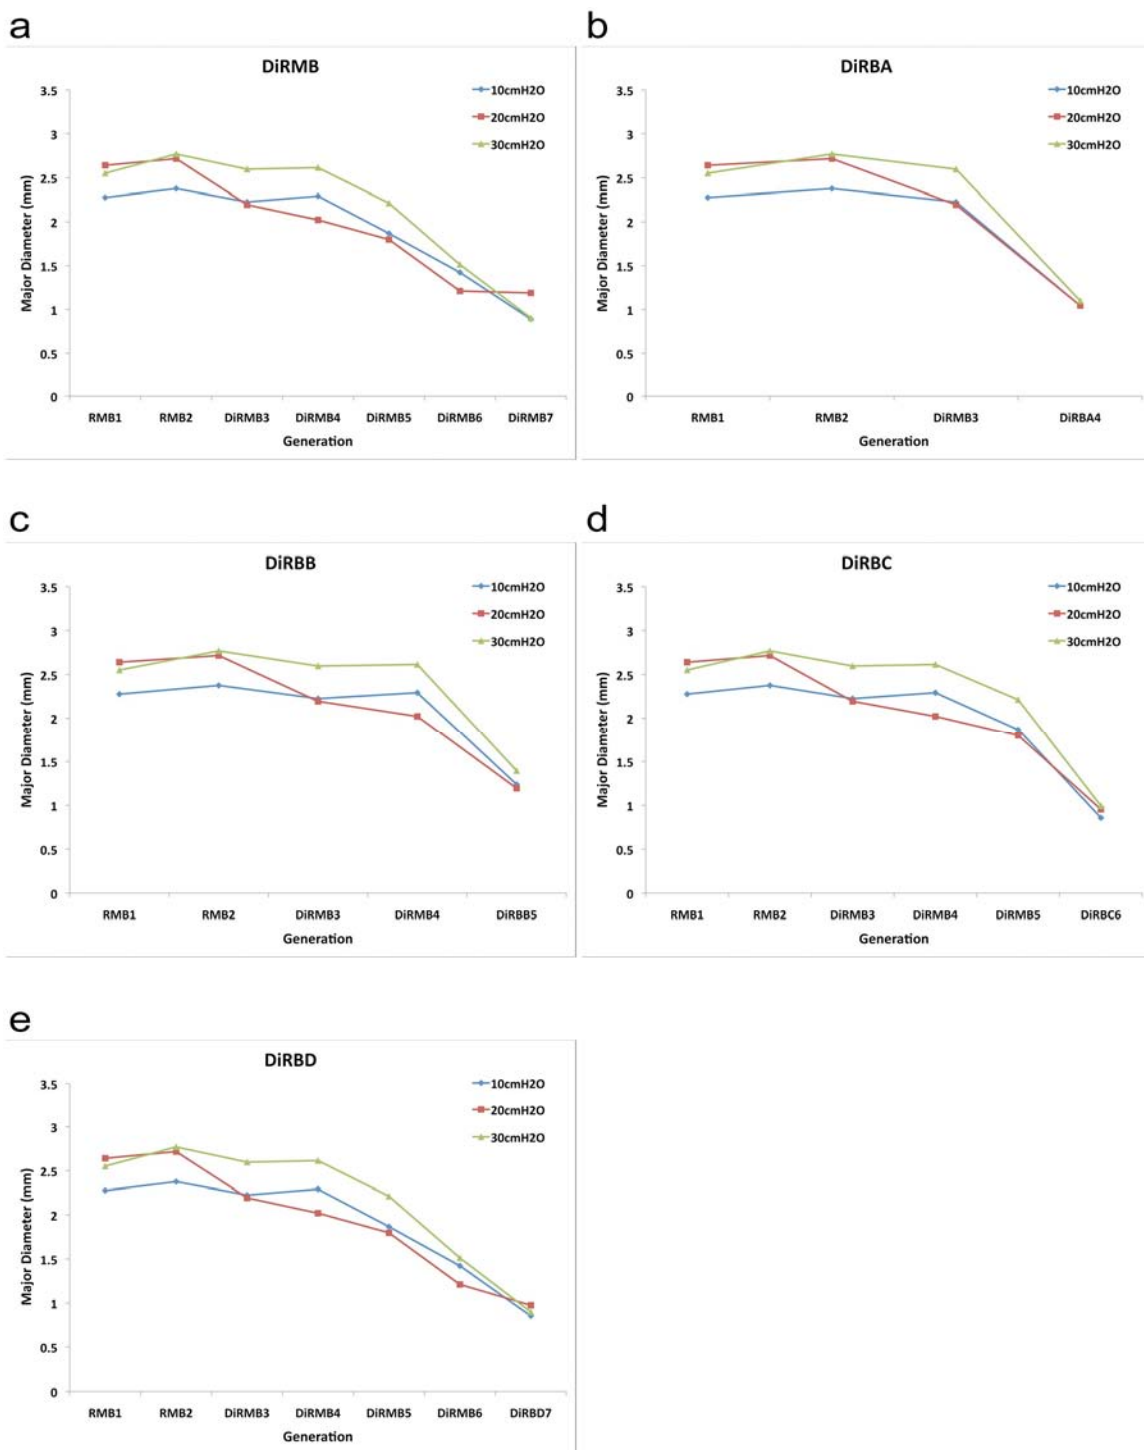 a
DiRMB
3.5
3
2.5
2
1.5
1
0.5
0
Major Diameter (mm)
10cmH2O
20cmH2O
30cmH2O
RMB1 RMB2 DiRMB3 DiRMB4 DiRMB5 DiRMB6 DiRMB7
Generation
b
DiRBA
3.5
3
2.5
2
1.5
1
0.5
0
Major Diameter (mm)
10cmH2O
20cmH2O
30cmH2O
RMB1 RMB2 DiRMB3 DiRBA4
Generation
c
DiRBB
3.5
3
2.5
2
1.5
1
0.5
0
Major Diameter (mm)
10cmH2O
20cmH2O
30cmH2O
RMB1 RMB2 DiRMB3 DiRMB4 DiRBB5
Generation
d
DiRBC
3.5
3
2.5
2
1.5
1
0.5
0
Major Diameter (mm)
10cmH2O
20cmH2O
30cmH2O
RMB1 RMB2 DiRMB3 DiRMB4 DiRMB5 DiRBC6
Generation
e
DiRBD
3.5
3
2.5
2
1.5
1
0.5
0
Major Diameter (mm)
10cmH2O
20cmH2O
30cmH2O
RMB1 RMB2 DiRMB3 DiRMB4 DiRMB5 DiRMB6 DiRBD7
Generation